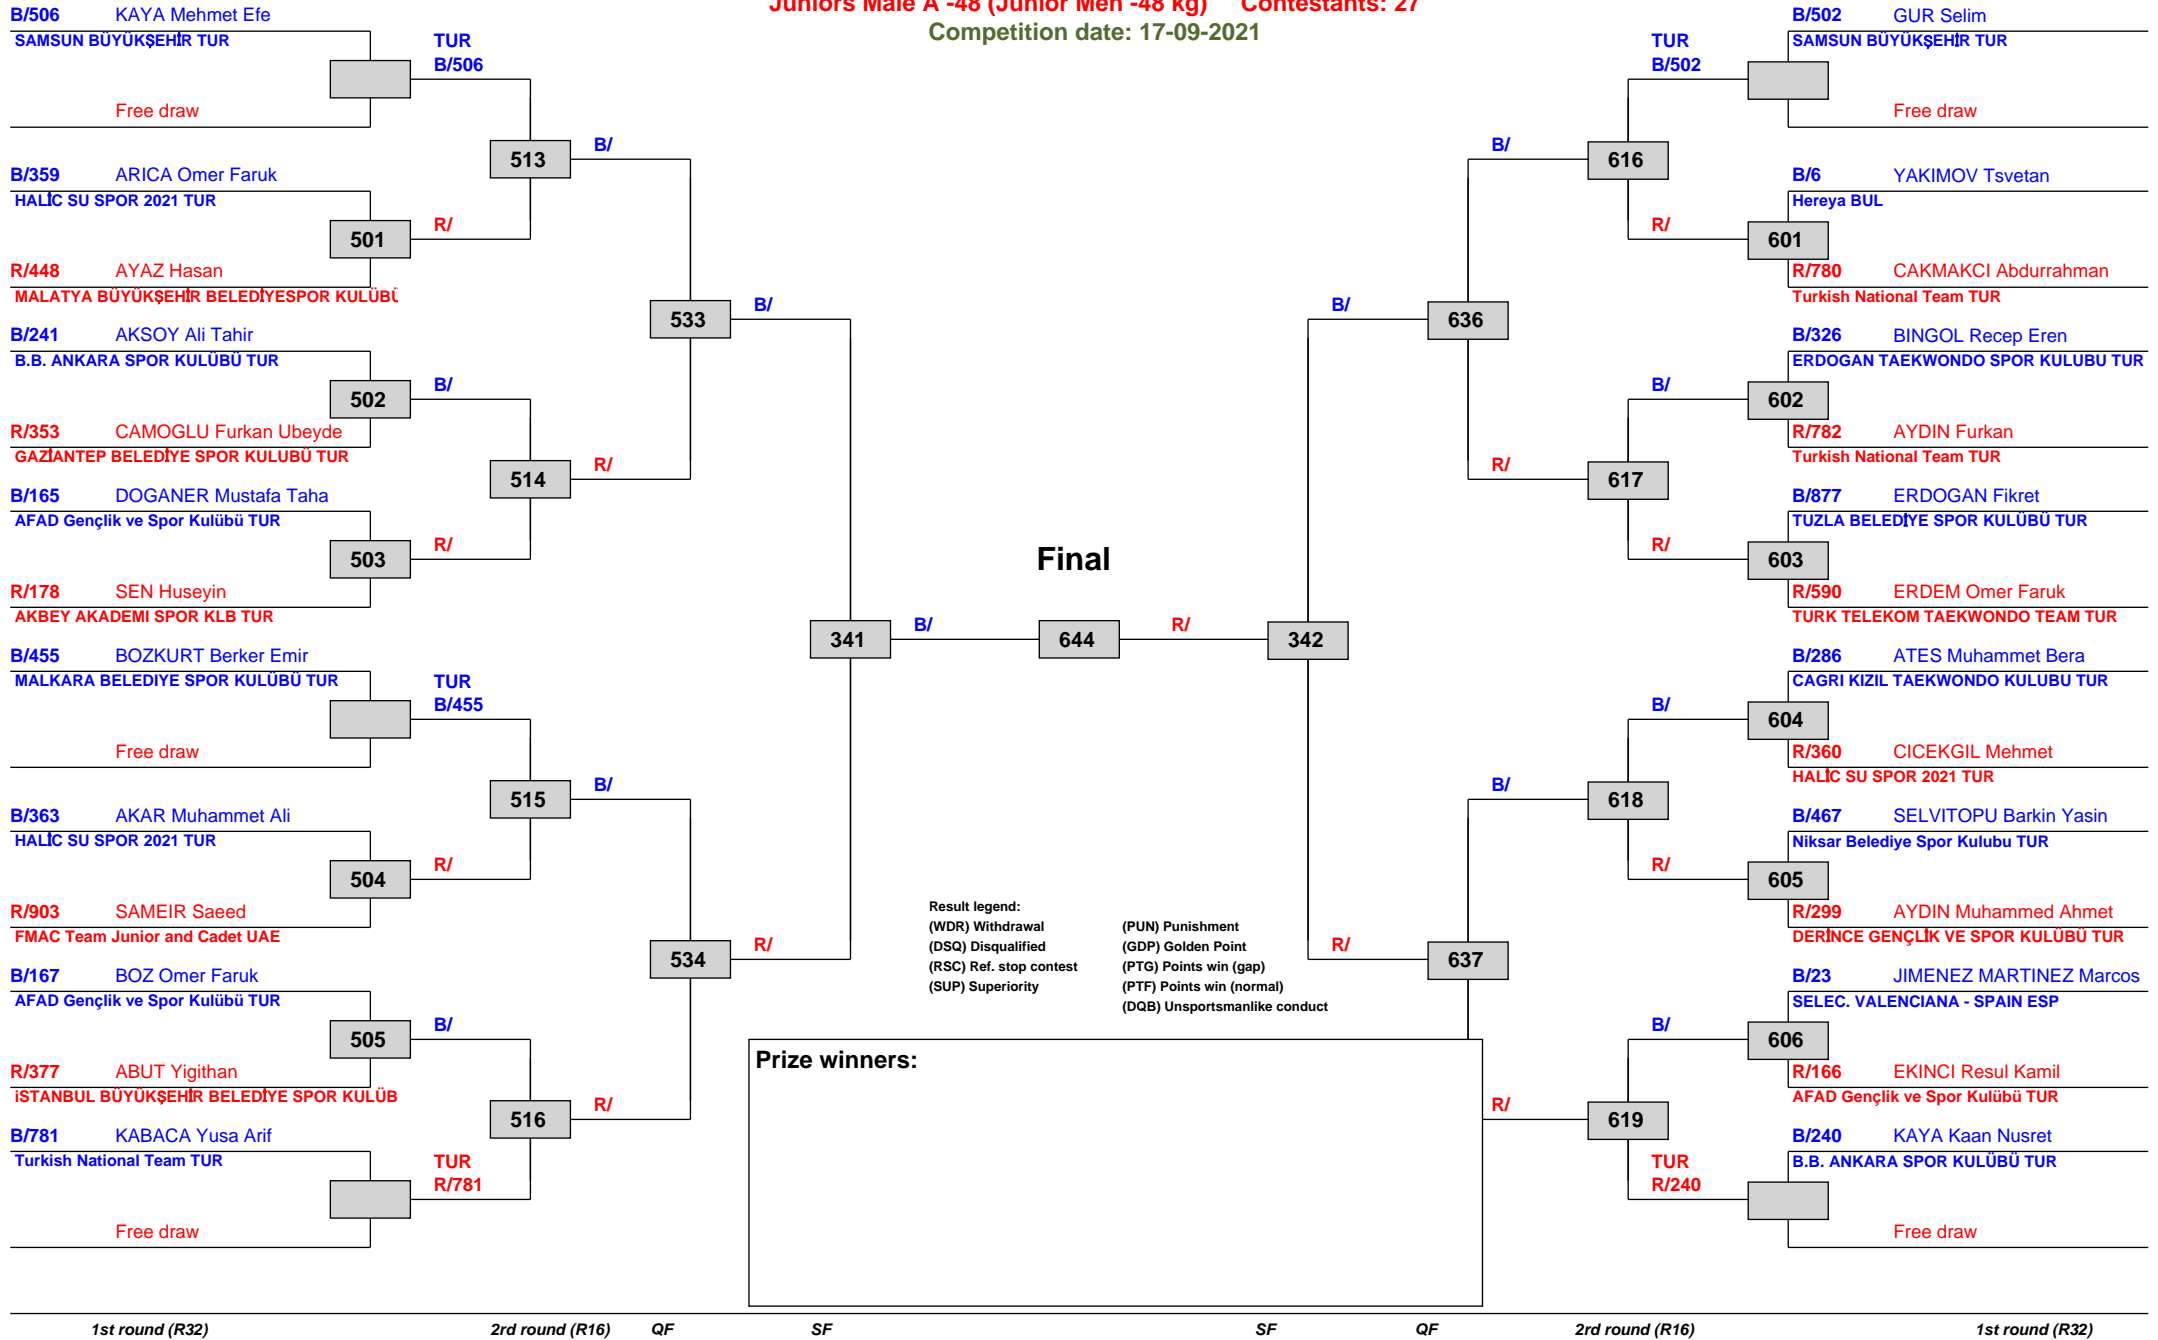 Juniors Male A -48 (Junior Men -48 kg) Contestants: 27
Competition date: 17-09-2021
B/506 KAYA Mehmet Efe
SAMSUN BÜYÜKŞEHİR TUR
Free draw
TUR
B/506
B/359 ARICA Omer Faruk
HALİC SU SPOR 2021 TUR
501
R/448 AYAZ Hasan
MALATYA BÜYÜKŞEHİR BELEDİYESPOR KULÜBÜ
R/
513
B/
B/241 AKSOY Ali Tahir
B.B. ANKARA SPOR KULÜBÜ TUR
502
R/353 CAMOGLU Furkan Ubeyde
GAZİANTEP BELEDİYE SPOR KULUBÜ TUR
B/
B/165 DOGANER Mustafa Taha
AFAD Gençlik ve Spor Kulübü TUR
503
R/178 SEN Huseyin
AKBEY AKADEMI SPOR KLB TUR
R/
514
R/
533
B/
B/455 BOZKURT Berker Emir
MALKARA BELEDIYE SPOR KULÜBÜ TUR
Free draw
TUR
B/455
B/363 AKAR Muhammet Ali
HALİC SU SPOR 2021 TUR
504
R/903 SAMEIR Saeed
FMAC Team Junior and Cadet UAE
R/
515
B/
B/167 BOZ Omer Faruk
AFAD Gençlik ve Spor Kulübü TUR
505
R/377 ABUT Yigithan
iSTANBUL BÜYÜKŞEHİR BELEDİYE SPOR KULÜB
B/
B/781 KABACA Yusa Arif
Turkish National Team TUR
Free draw
TUR
R/781
516
R/
534
R/
341
B/
Final
644
R/
342
B/
R/
B/502 GUR Selim
SAMSUN BÜYÜKŞEHİR TUR
Free draw
TUR
B/502
B/6 YAKIMOV Tsvetan
Hereya BUL
601
R/780 CAKMAKCI Abdurrahman
Turkish National Team TUR
R/
616
B/
B/326 BINGOL Recep Eren
ERDOGAN TAEKWONDO SPOR KULUBU TUR
602
R/782 AYDIN Furkan
Turkish National Team TUR
B/
B/877 ERDOGAN Fikret
TUZLA BELEDİYE SPOR KULÜBÜ TUR
603
R/590 ERDEM Omer Faruk
TURK TELEKOM TAEKWONDO TEAM TUR
R/
617
R/
636
B/286 ATES Muhammet Bera
CAGRI KIZIL TAEKWONDO KULUBU TUR
604
R/360 CICEKGIL Mehmet
HALİC SU SPOR 2021 TUR
B/
B/467 SELVITOPU Barkin Yasin
Niksar Belediye Spor Kulubu TUR
605
R/299 AYDIN Muhammed Ahmet
DERİNCE GENÇLİK VE SPOR KULÜBÜ TUR
R/
618
B/
B/23 JIMENEZ MARTINEZ Marcos
SELEC. VALENCIANA - SPAIN ESP
606
R/166 EKINCI Resul Kamil
AFAD Gençlik ve Spor Kulübü TUR
B/
B/240 KAYA Kaan Nusret
B.B. ANKARA SPOR KULÜBÜ TUR
Free draw
TUR
R/240
619
R/
637
Result legend:
(WDR) Withdrawal (PUN) Punishment
(DSQ) Disqualified (GDP) Golden Point
(RSC) Ref. stop contest (PTG) Points win (gap)
(SUP) Superiority (PTF) Points win (normal)
(DQB) Unsportsmanlike conduct
Prize winners:
1st round (R32) 2rd round (R16) QF SF SF QF 2rd round (R16) 1st round (R32)